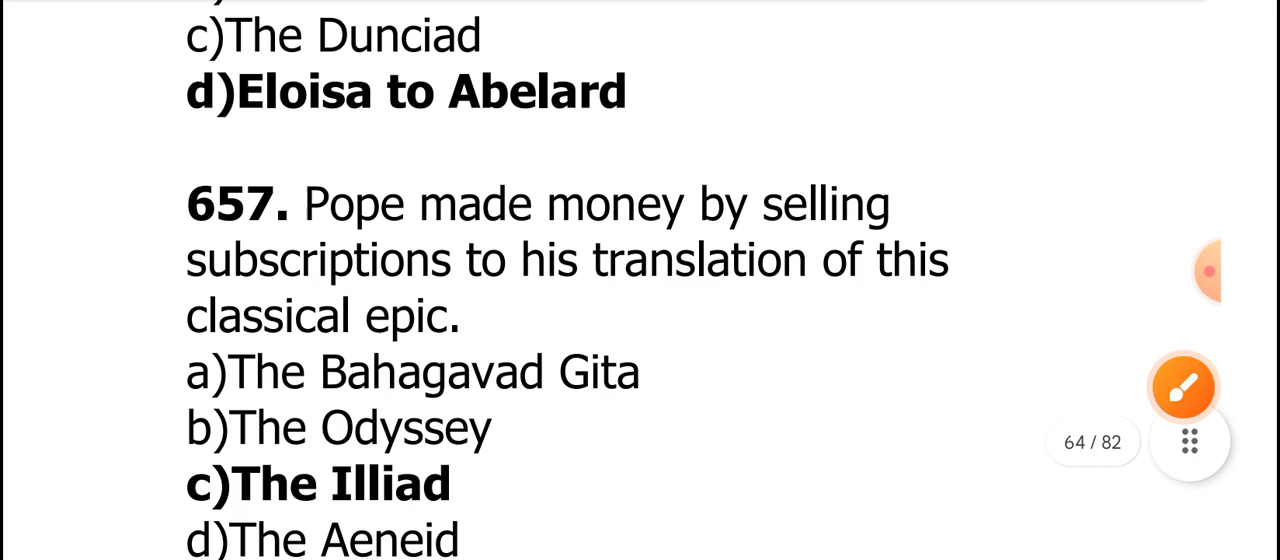 c)The Dunciad
d)Eloisa to Abelard
657. Pope made money by selling
subscriptions to his translation of this
classical epic.
a)The Bahagavad Gita
b)The Odyssey
c)The Illiad
d)The Aeneid
64 / 82